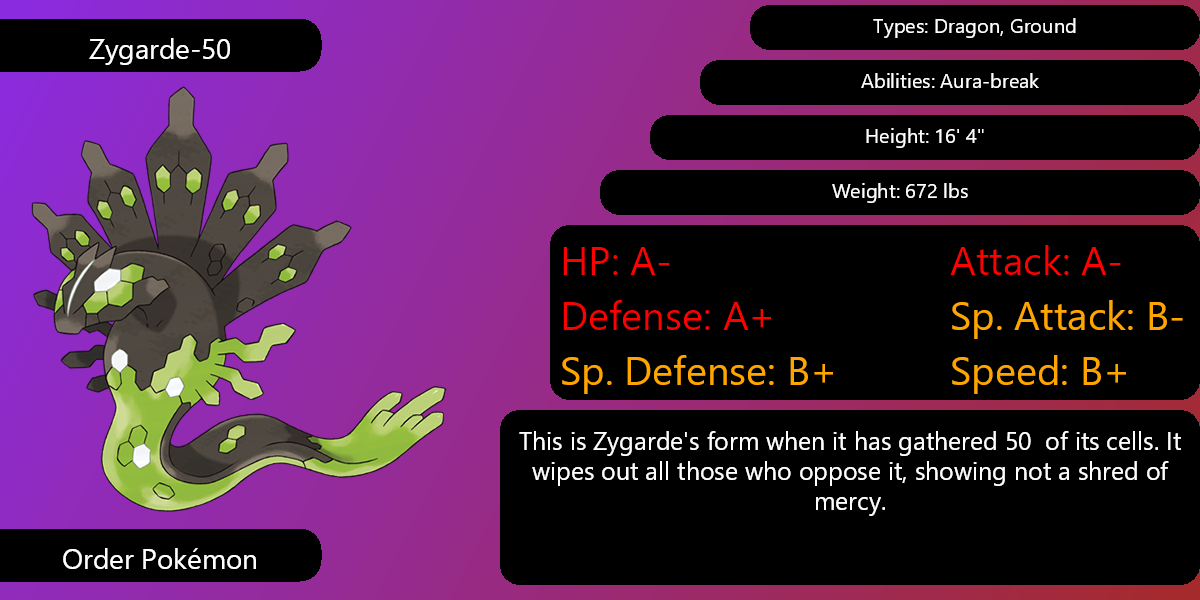 Zygarde-50
Types: Dragon, Ground
Abilities: Aura-break
Height: 16' 4"
Weight: 672 lbs
HP: A-
Attack: A-
Defense: A+
Sp. Attack: B-
Sp. Defense: B+
Speed: B+
This is Zygarde's form when it has gathered 50  of its cells. It
wipes out all those who oppose it, showing not a shred of
mercy.
Order Pokémon